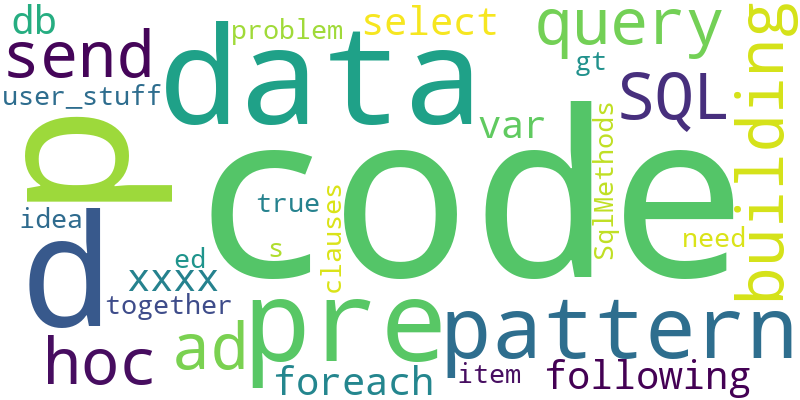 db
send
user_stuff
problem
select
query
gt
building
data
var
SQL
p
code
SqlMethods
true
clauses
idea
d
s
need
ed
xxxx
together
pre
pattern
hoc
ad
foreach
item
following